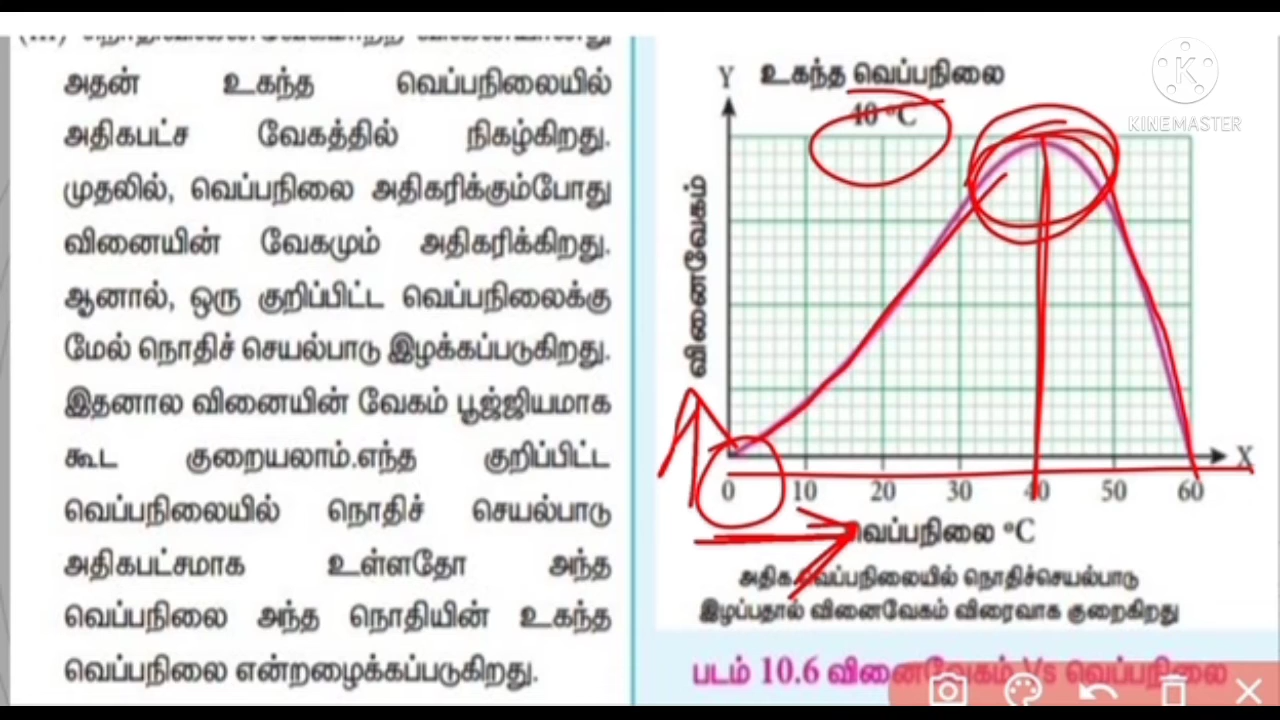 (iii) நொதிவினைவேகமாற்ற வினையானது
அதன் உகந்த வெப்பநிலையில்
அதிகபட்ச வேகத்தில் நிகழ்கிறது.
முதலில், வெப்பநிலை அதிகரிக்கும்போது
வினையின் வேகமும் அதிகரிக்கிறது.
ஆனால், ஒரு குறிப்பிட்ட வெப்பநிலைக்கு
மேல் நொதிச் செயல்பாடு இழக்கப்படுகிறது.
இதனால வினையின் வேகம் பூஜ்ஜியமாக
கூட குறையலாம்.எந்த குறிப்பிட்ட
வெப்பநிலையில் நொதிச் செயல்பாடு
அதிகபட்சமாக உள்ளதோ அந்த
வெப்பநிலை அந்த நொதியின் உகந்த
வெப்பநிலை என்றழைக்கப்படுகிறது.
Y உகந்த வெப்பநிலை
40 °C
KINEMASTER
வினைவேகம்
X
0 10 20 30 40 50 60
வெப்பநிலை °C
அதிக வெப்பநிலையில் நொதிச்செயல்பாடு
இழப்பதால் வினைவேகம் விரைவாக குறைகிறது
படம் 10.6 வினைவேகம் Vs வெப்பநிலை